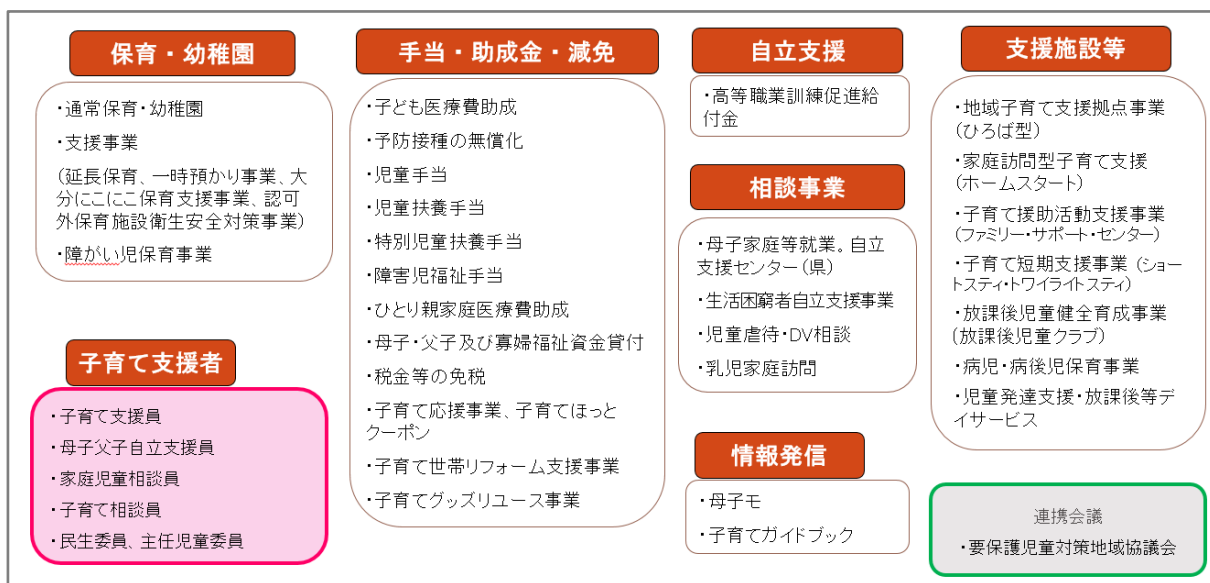 保育・幼稚園
・通常保育・幼稚園
・支援事業
(延長保育、一時預かり事業、大
分にこにこ保育支援事業、認可
外保育施設衛生安全対策事業)
・障がい児保育事業
子育て支援者
・子育て支援員
・母子父子自立支援員
・家庭児童相談員
・子育て相談員
・民生委員、主任児童委員
手当・助成金・減免
・子ども医療費助成
・予防接種の無償化
・児童手当
・児童扶養手当
・特別児童扶養手当
・障害児福祉手当
・ひとり親家庭医療費助成
・母子・父子及び寡婦福祉資金貸付
・税金等の免税
・子育て応援事業、子育てほっと
クーポン
・子育て世帯リフォーム支援事業
・子育てグッズリユース事業
自立支援
・高等職業訓練促進給
付金
相談事業
・母子家庭等就業。自立
支援センター(県)
・生活困窮者自立支援事業
・児童虐待・DV相談
・乳児家庭訪問
情報発信
・母子モ
・子育てガイドブック
支援施設等
・地域子育て支援拠点事業
(ひろば型)
・家庭訪問型子育て支援
(ホームスタート)
・子育て援助活動支援事業
(ファミリー・サポート・センター)
・子育て短期支援事業(ショー
トスティ・トワイライトスティ)
・放課後児童健全育成事業
(放課後児童クラブ)
・病児・病後児保育事業
・児童発達支援・放課後等デ
イサービス
連携会議
・要保護児童対策地域協議会